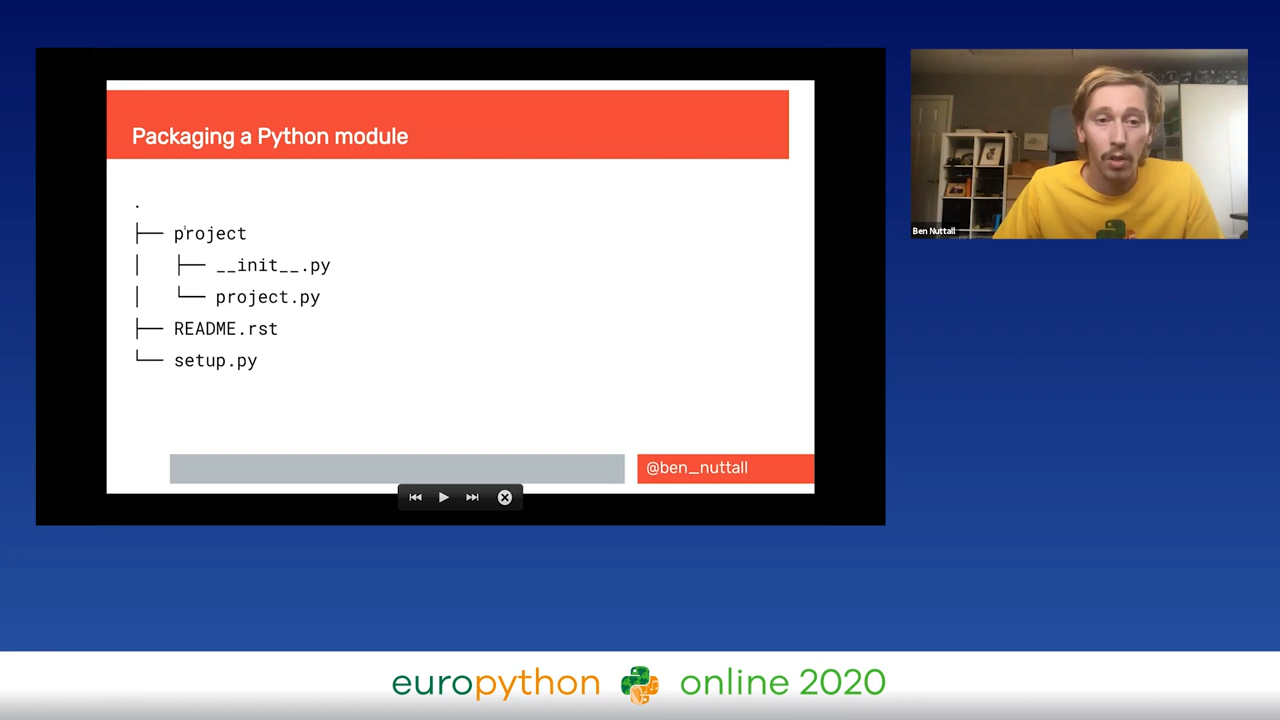 Packaging a Python module
.
├── project
│   ├── __init__.py
│   └── project.py
├── README.rst
└── setup.py
@ben_nuttall
Ben Nuttall
europython online 2020